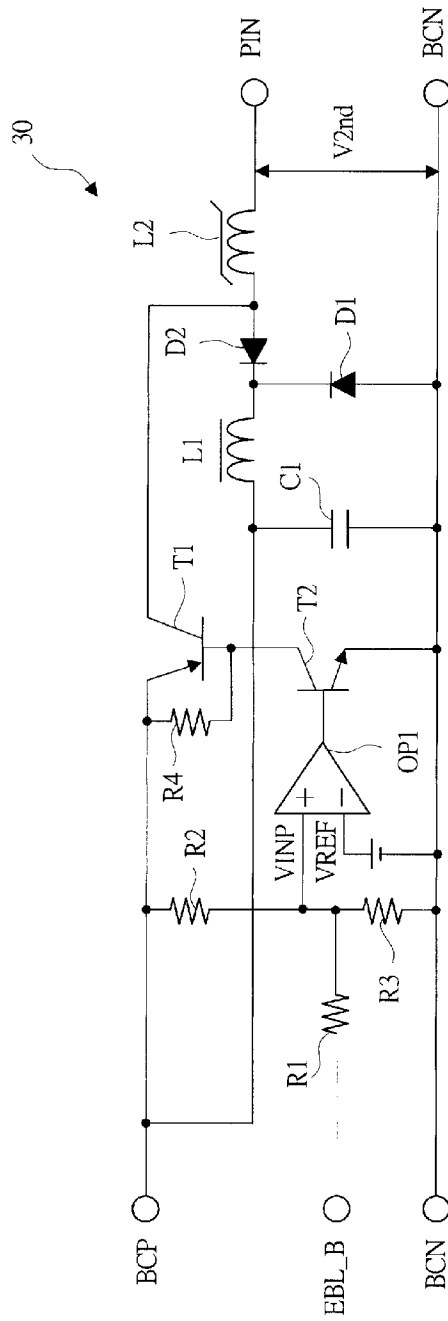 30
BCP
R2
R4
T1
L1
D2
L2
PIN
EBL_B
R1
VINP
VREF
+
−
R3
OP1
T2
C1
D1
V2nd
BCN
BCN